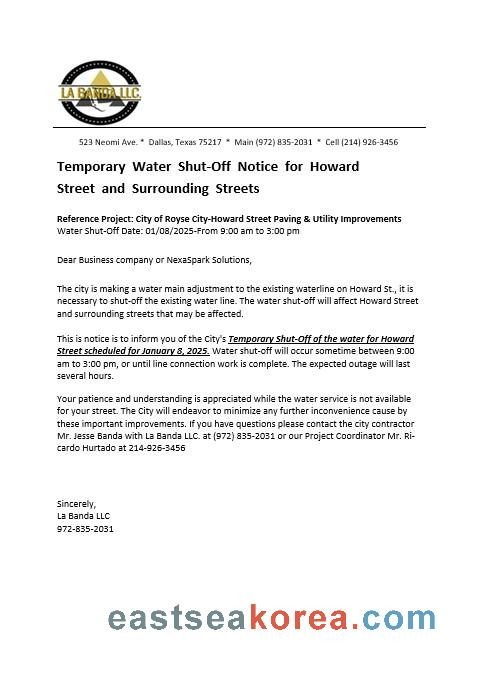 LA BANDA LLC.
523 Neomi Ave. * Dallas, Texas 75217 * Main (972) 835-2031 * Cell (214) 926-3456
Temporary Water Shut-Off Notice for Howard
Street and Surrounding Streets
Reference Project: City of Royse City-Howard Street Paving & Utility Improvements
Water Shut-Off Date: 01/08/2025-From 9:00 am to 3:00 pm
Dear Business company or NexaSpark Solutions,
The city is making a water main adjustment to the existing waterline on Howard St., it is
necessary to shut-off the existing water line. The water shut-off will affect Howard Street
and surrounding streets that may be affected.
This is notice is to inform you of the City's Temporary Shut-Off of the water for Howard
Street scheduled for January 8, 2025. Water shut-off will occur sometime between 9:00
am to 3:00 pm, or until line connection work is complete. The expected outage will last
several hours.
Your patience and understanding is appreciated while the water service is not available
for your street. The City will endeavor to minimize any further inconvenience cause by
these important improvements. If you have questions please contact the city contractor
Mr. Jesse Banda with La Banda LLC. at (972) 835-2031 or our Project Coordinator Mr. Ri-
cardo Hurtado at 214-926-3456
Sincerely,
La Banda LLC
972-835-2031
eastseakorea.com